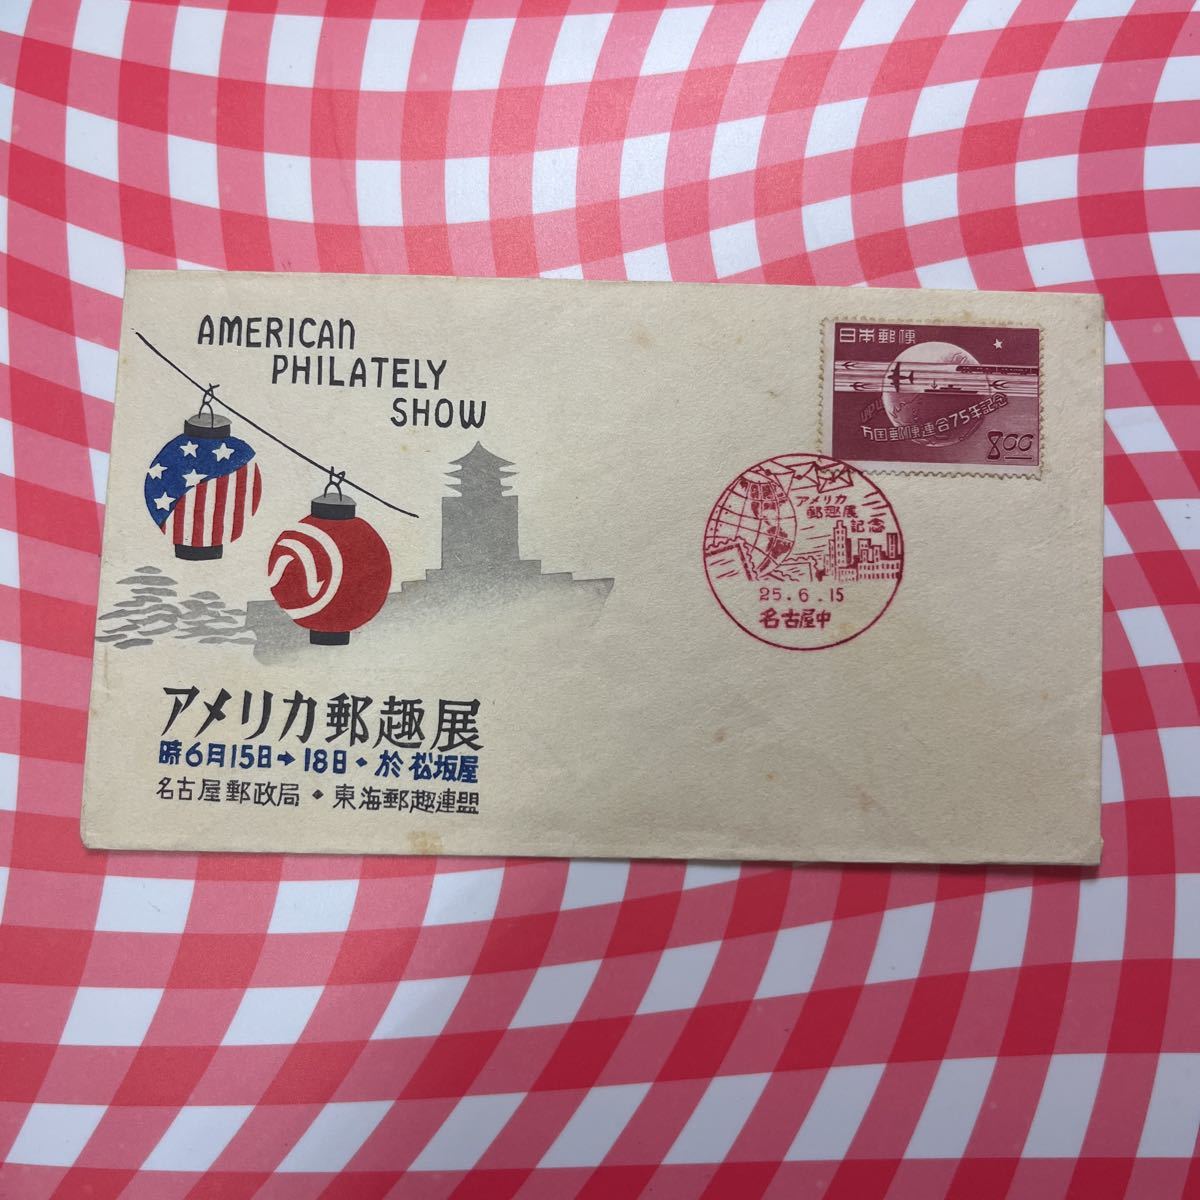 AMERICAN
PHILATELY
SHOW
アメリカ郵趣展
時6月15日→18日・於 松坂屋
名古屋郵政局・東海郵趣連盟
日本郵便
UPU
万国郵便連合75年記念
8.00
アメリカ
郵趣展
記念
25.6.15
名古屋中